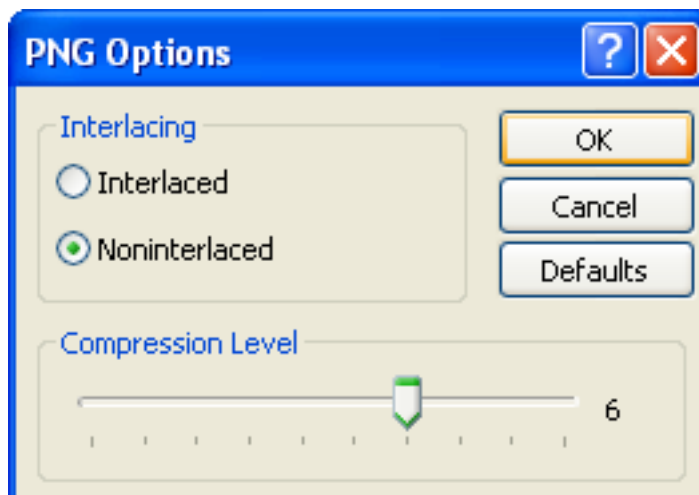 PNG Options
Interlacing
Interlaced
Noninterlaced
OK
Cancel
Defaults
Compression Level
6